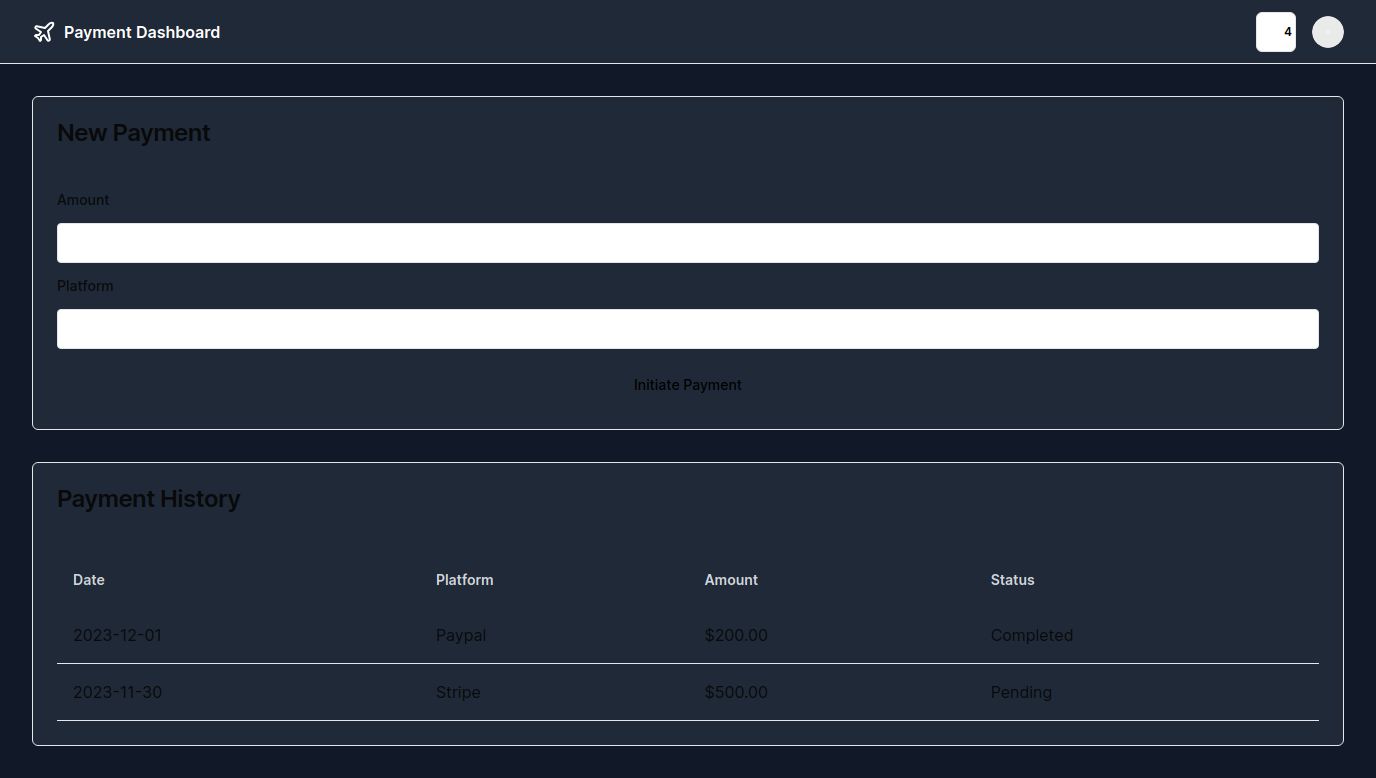 Payment Dashboard
4
New Payment
Amount
Platform
Initiate Payment
Payment History
Date Platform Amount Status
2023-12-01 Paypal $200.00 Completed
2023-11-30 Stripe $500.00 Pending